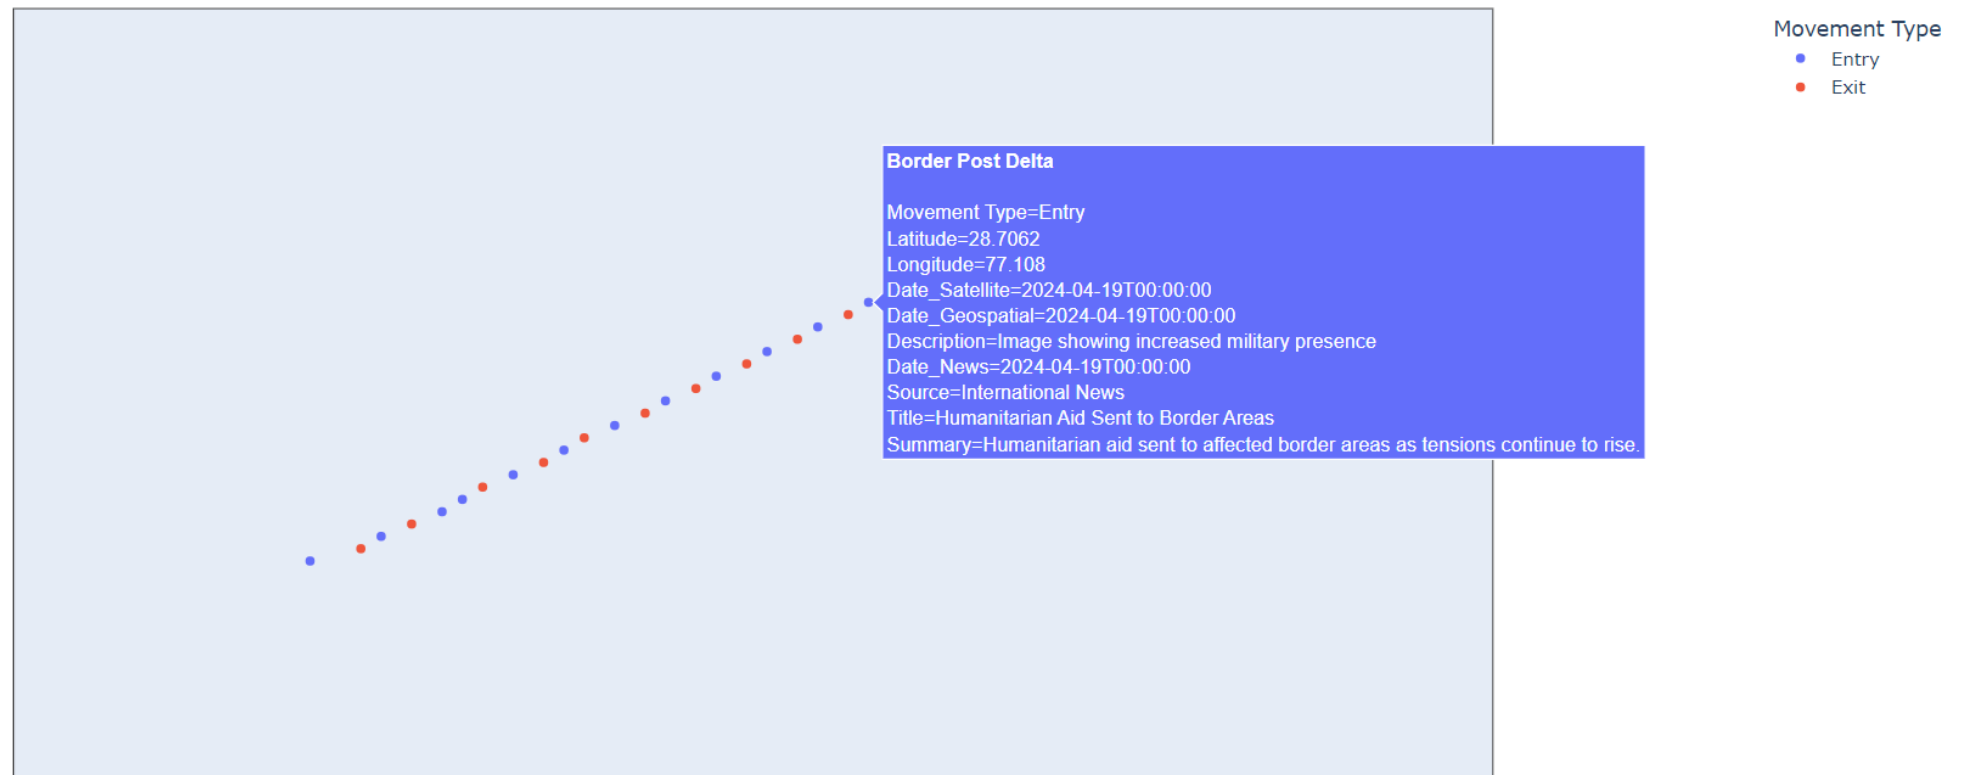 Movement Type
Entry
Exit
Border Post Delta
Movement Type=Entry
Latitude=28.7062
Longitude=77.108
Date_Satellite=2024-04-19T00:00:00
Date_Geospatial=2024-04-19T00:00:00
Description=Image showing increased military presence
Date_News=2024-04-19T00:00:00
Source=International News
Title=Humanitarian Aid Sent to Border Areas
Summary=Humanitarian aid sent to affected border areas as tensions continue to rise.